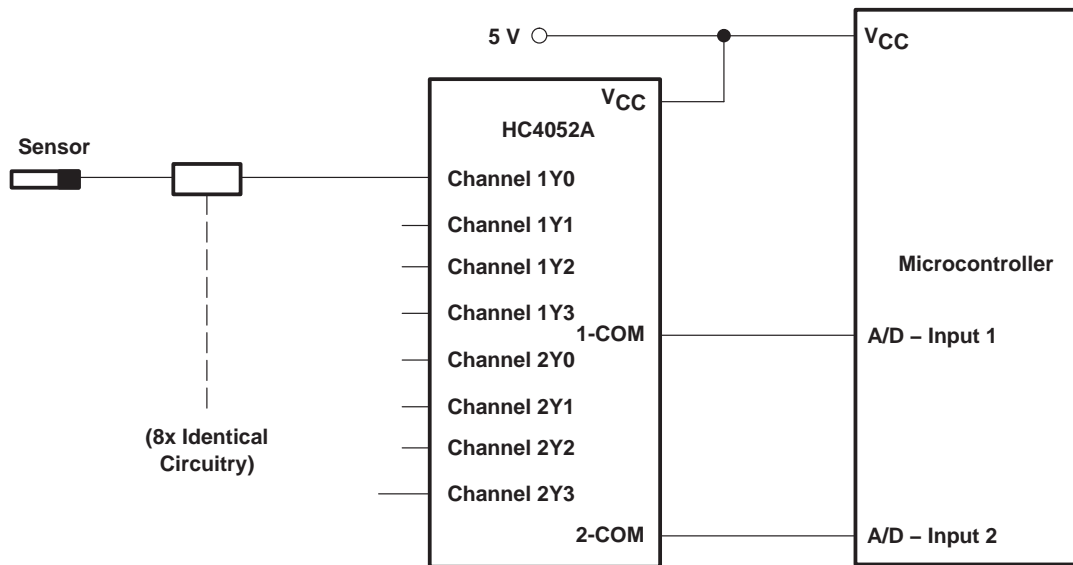 5 V
VCC
VCC
HC4052A
Sensor
Channel 1Y0
Channel 1Y1
Channel 1Y2
Microcontroller
Channel 1Y3
1-COM
A/D – Input 1
Channel 2Y0
Channel 2Y1
(8x Identical
Circuitry)
Channel 2Y2
Channel 2Y3
2-COM
A/D – Input 2